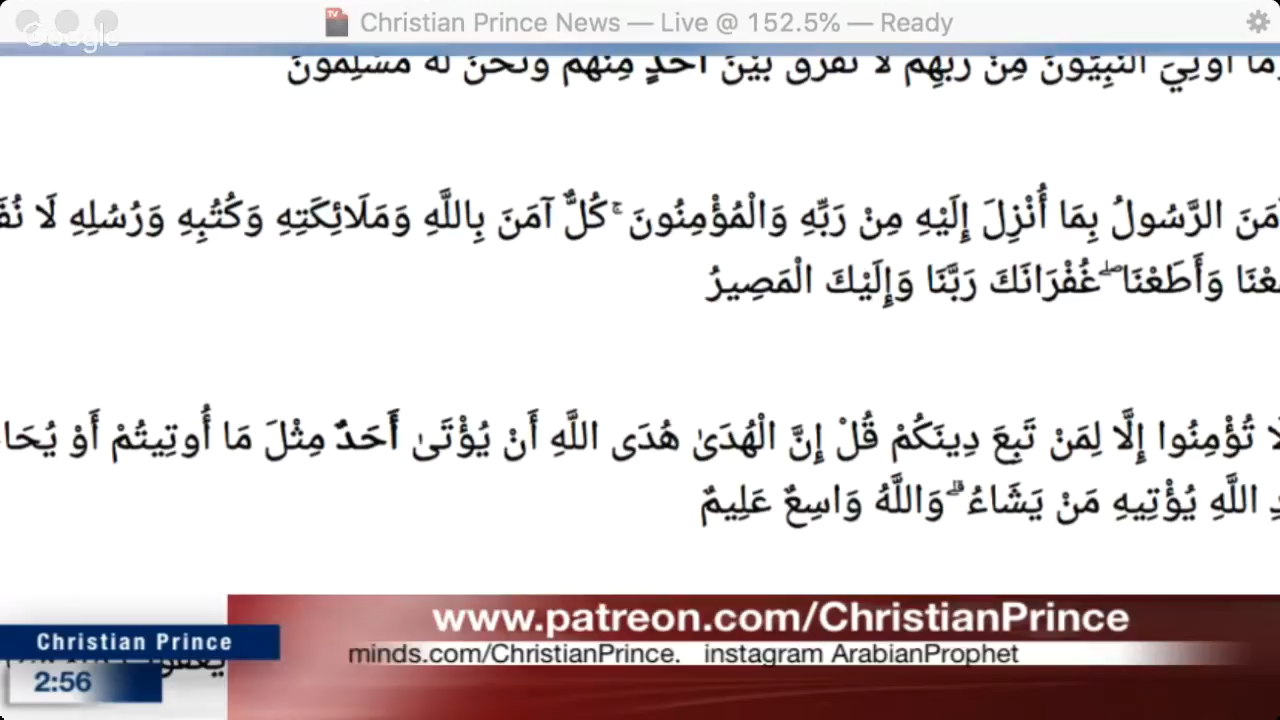 Christian Prince News — Live @ 152.5% — Ready
Google
أُوتِيَ النَّبِيُّونَ مِنْ رَبِّهِمْ لَا نُفَرِّقُ بَيْنَ أَحَدٍ مِنْهُمْ وَنَحْنُ لَهُ مُسْلِمُونَ
الرَّسُولُ بِمَا أُنْزِلَ إِلَيْهِ مِنْ رَبِّهِ وَالْمُؤْمِنُونَ ۚ كُلٌّ آمَنَ بِاللَّهِ وَمَلَائِكَتِهِ وَكُتُبِهِ وَرُسُلِهِ لَا
وَأَطَعْنَا ۖ غُفْرَانَكَ رَبَّنَا وَإِلَيْكَ الْمَصِيرُ
تُؤْمِنُوا إِلَّا لِمَنْ تَبِعَ دِينَكُمْ قُلْ إِنَّ الْهُدَىٰ هُدَى اللَّهِ أَنْ يُؤْتَىٰ أَحَدٌ مِثْلَ مَا أُوتِيتُمْ أَوْ
اللَّهِ يُؤْتِيهِ مَنْ يَشَاءُ ۗ وَاللَّهُ وَاسِعٌ عَلِيمٌ
www.patreon.com/ChristianPrince
Christian Prince
minds.com/ChristianPrince. instagram ArabianProphet
2:56